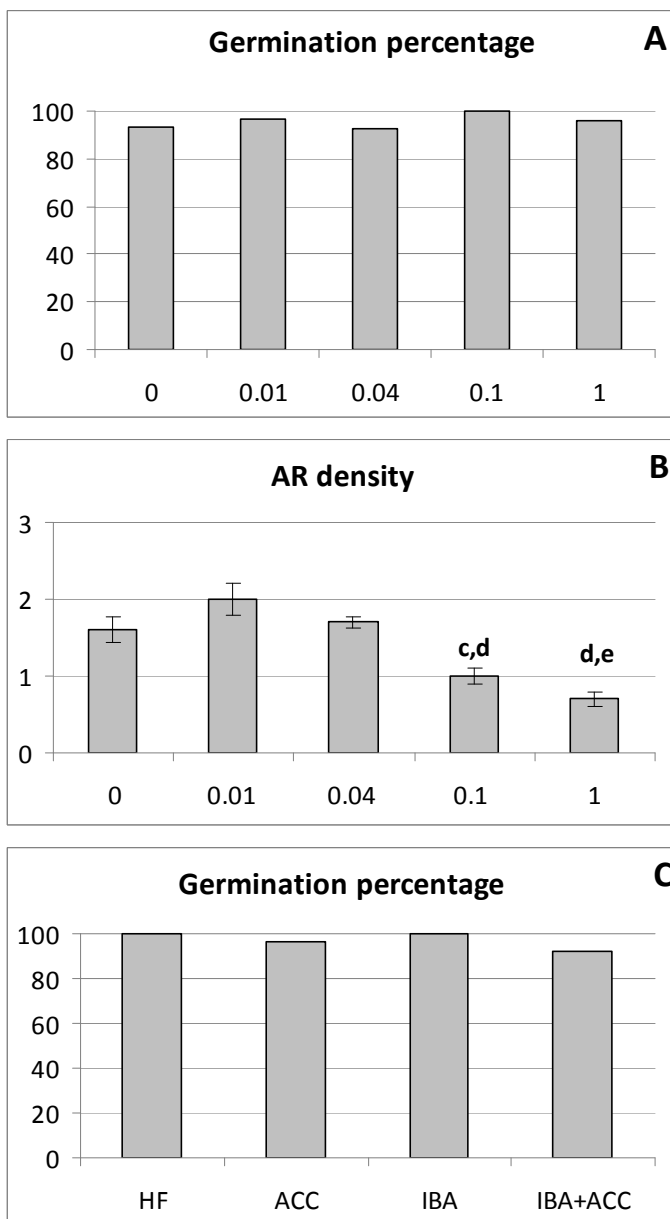 Germination percentage A
100
80
60
40
20
0
0 0.01 0.04 0.1 1
AR density B
3
2
c,d d,e
1
0
0 0.01 0.04 0.1 1
Germination percentage C
100
80
60
40
20
0
HF ACC IBA IBA+ACC